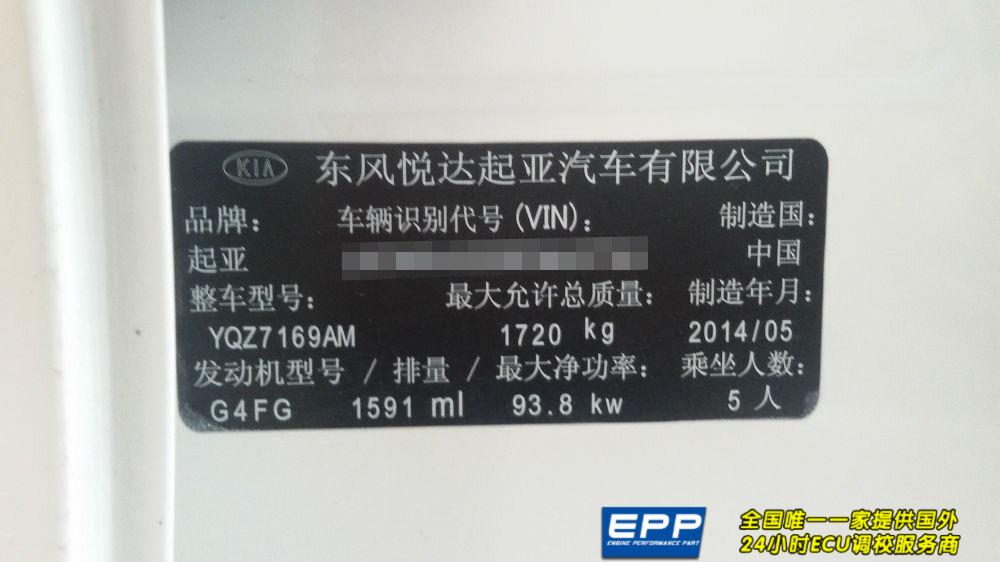 KIA 东风悦达起亚汽车有限公司
品牌： 车辆识别代号(VIN)： 制造国：
起亚 中国
整车型号： 最大允许总质量： 制造年月：
YQZ7169AM 1720 kg 2014/05
发动机型号 / 排量 / 最大净功率： 乘坐人数：
G4FG 1591 ml 93.8 kw 5 人
EPP 全国唯一一家提供国外
ENGINE PERFORMANCE PART 24小时ECU调校服务商